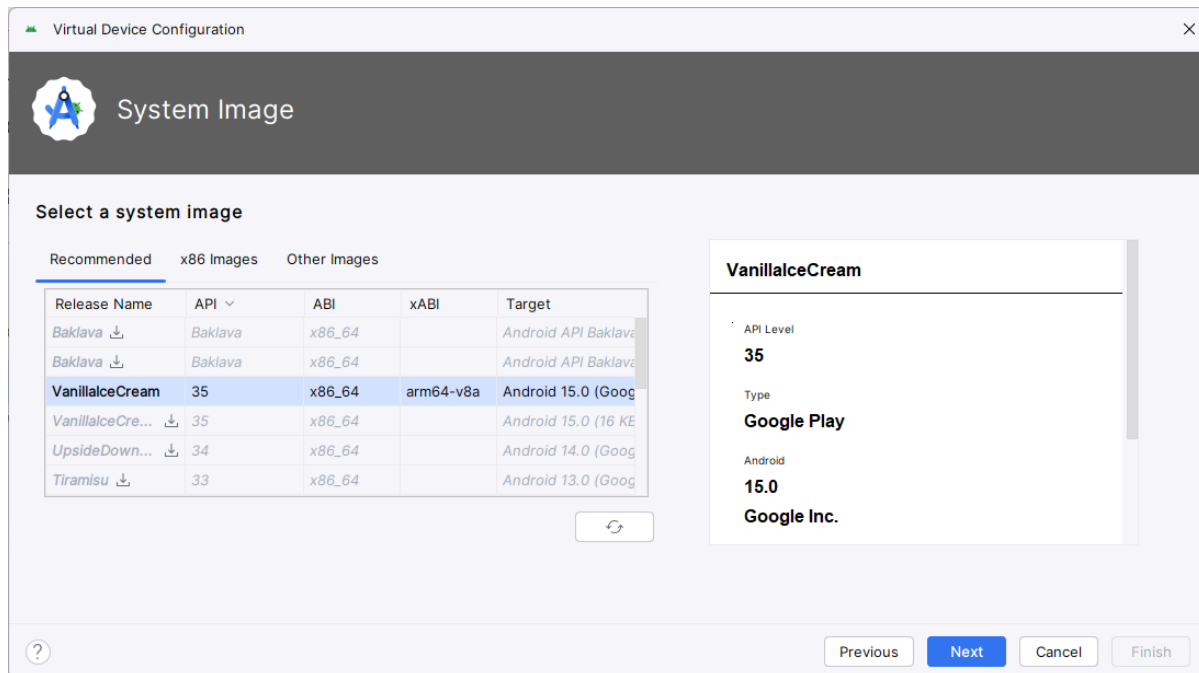 Virtual Device Configuration
System Image
Select a system image
Recommended x86 Images Other Images
Release Name API ABI xABI Target
Baklava Baklava x86_64 Android API Baklava
Baklava Baklava x86_64 Android API Baklava
VanillaIceCream 35 x86_64 arm64-v8a Android 15.0 (Goog
VanillaIceCre... 35 x86_64 Android 15.0 (16 KB
UpsideDown... 34 x86_64 Android 14.0 (Goog
Tiramisu 33 x86_64 Android 13.0 (Goog
VanillaIceCream
API Level
35
Type
Google Play
Android
15.0
Google Inc.
? Previous Next Cancel Finish